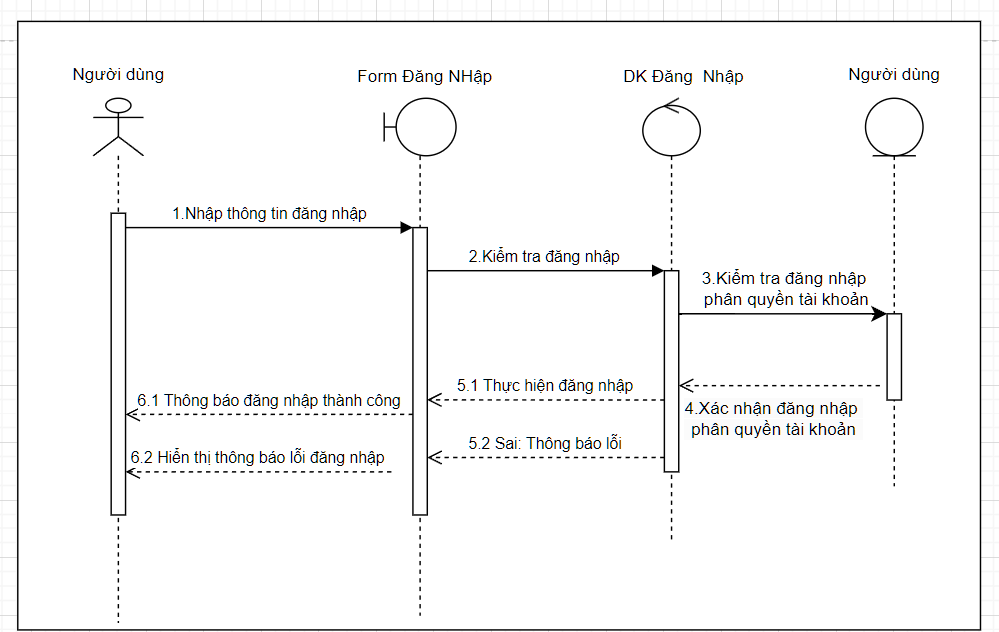 Người dùng
Form Đăng NHập
DK Đăng Nhập
Người dùng
1.Nhập thông tin đăng nhập
2.Kiểm tra đăng nhập
3.Kiểm tra đăng nhập
phân quyền tài khoản
5.1 Thực hiện đăng nhập
6.1 Thông báo đăng nhập thành công
4.Xác nhận đăng nhập
phân quyền tài khoản
5.2 Sai: Thông báo lỗi
6.2 Hiển thị thông báo lỗi đăng nhập